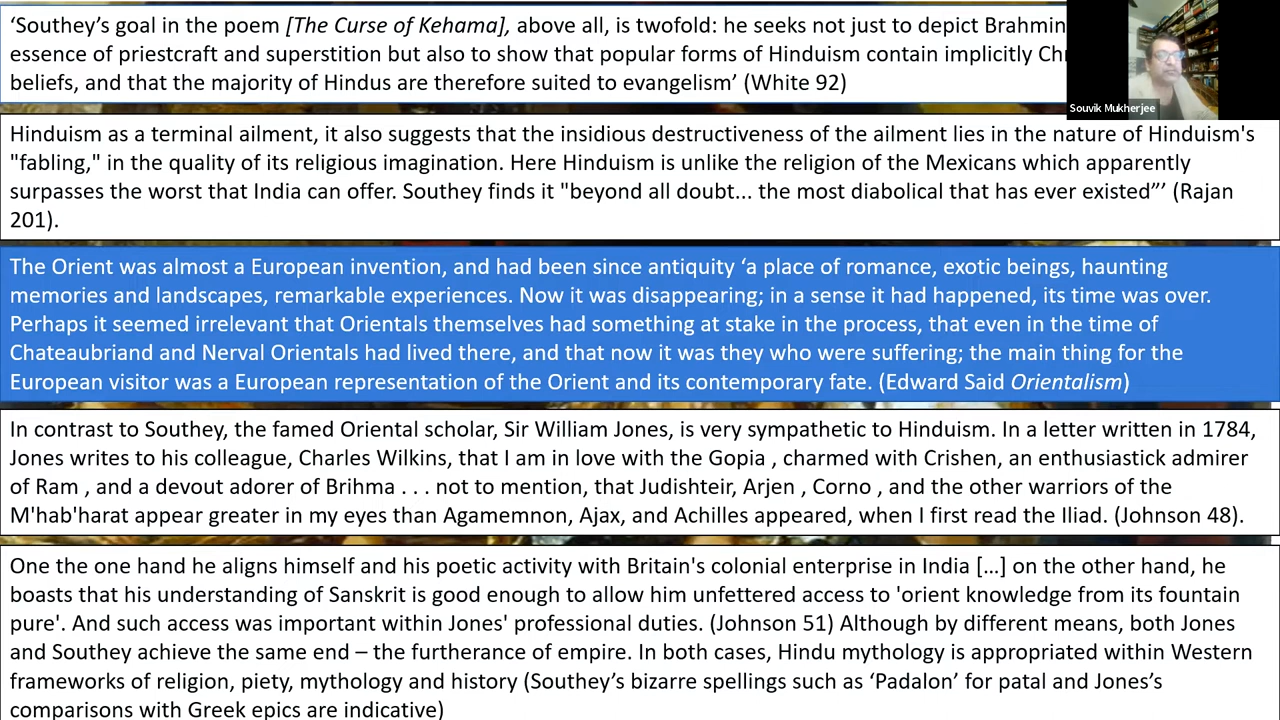 ‘Southey’s goal in the poem [The Curse of Kehama], above all, is twofold: he seeks not just to depict Brahmin
essence of priestcraft and superstition but also to show that popular forms of Hinduism contain implicitly
beliefs, and that the majority of Hindus are therefore suited to evangelism’ (White 92)
Souvik Mukherjee
Hinduism as a terminal ailment, it also suggests that the insidious destructiveness of the ailment lies in the nature of Hinduism's
"fabling," in the quality of its religious imagination. Here Hinduism is unlike the religion of the Mexicans which apparently
surpasses the worst that India can offer. Southey finds it "beyond all doubt... the most diabolical that has ever existed”’ (Rajan
201).
The Orient was almost a European invention, and had been since antiquity ‘a place of romance, exotic beings, haunting
memories and landscapes, remarkable experiences. Now it was disappearing; in a sense it had happened, its time was over.
Perhaps it seemed irrelevant that Orientals themselves had something at stake in the process, that even in the time of
Chateaubriand and Nerval Orientals had lived there, and that now it was they who were suffering; the main thing for the
European visitor was a European representation of the Orient and its contemporary fate. (Edward Said Orientalism)
In contrast to Southey, the famed Oriental scholar, Sir William Jones, is very sympathetic to Hinduism. In a letter written in 1784,
Jones writes to his colleague, Charles Wilkins, that I am in love with the Gopia , charmed with Crishen, an enthusiastick admirer
of Ram , and a devout adorer of Brihma . . . not to mention, that Judishteir, Arjen , Corno , and the other warriors of the
M'hab'harat appear greater in my eyes than Agamemnon, Ajax, and Achilles appeared, when I first read the Iliad. (Johnson 48).
One the one hand he aligns himself and his poetic activity with Britain's colonial enterprise in India […] on the other hand, he
boasts that his understanding of Sanskrit is good enough to allow him unfettered access to 'orient knowledge from its fountain
pure'. And such access was important within Jones' professional duties. (Johnson 51) Although by different means, both Jones
and Southey achieve the same end – the furtherance of empire. In both cases, Hindu mythology is appropriated within Western
frameworks of religion, piety, mythology and history (Southey’s bizarre spellings such as ‘Padalon’ for patal and Jones’s
comparisons with Greek epics are indicative)